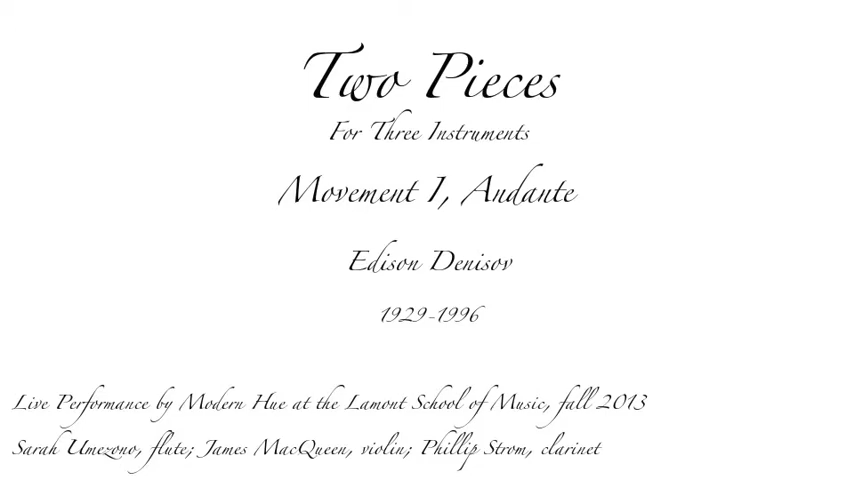 Two Pieces
For Three Instruments
Movement I, Andante
Edison Denisov
1929-1996
Live Performance by Modern Hue at the Lamont School of Music, fall 2013
Sarah Umezono, flute; James MacQueen, violin; Phillip Strom, clarinet